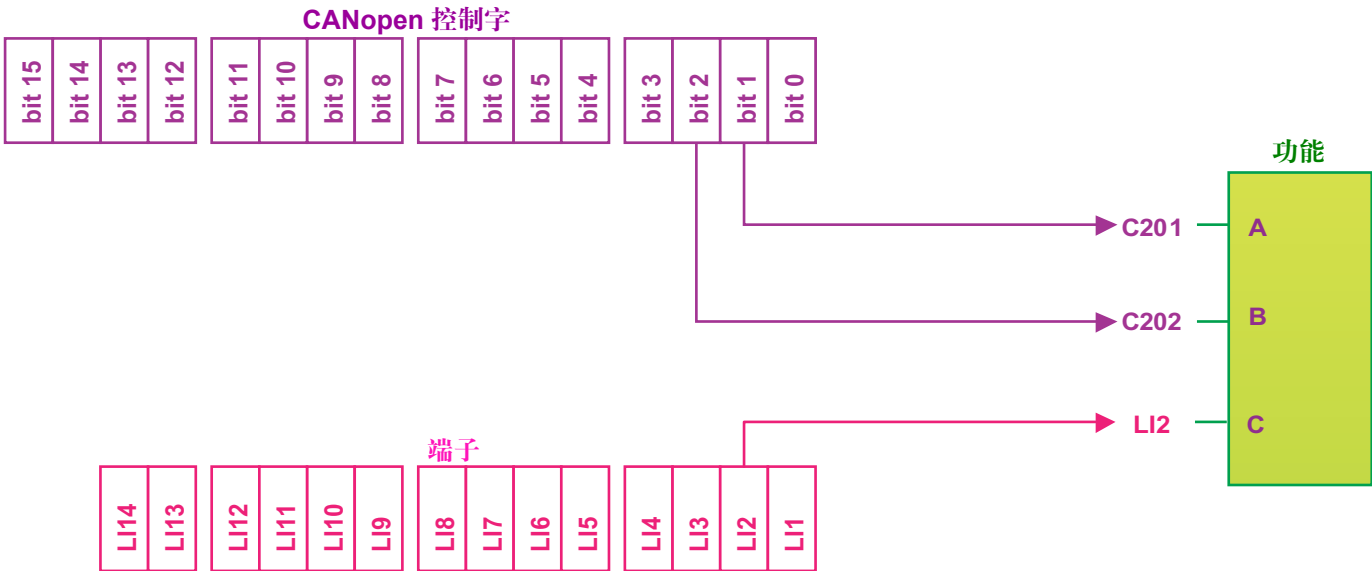 CANopen 控制字
bit 15 bit 14 bit 13 bit 12 bit 11 bit 10 bit 9 bit 8 bit 7 bit 6 bit 5 bit 4 bit 3 bit 2 bit 1 bit 0
功能
C201 A
C202 B
LI2 C
端子
LI14 LI13 LI12 LI11 LI10 LI9 LI8 LI7 LI6 LI5 LI4 LI3 LI2 LI1